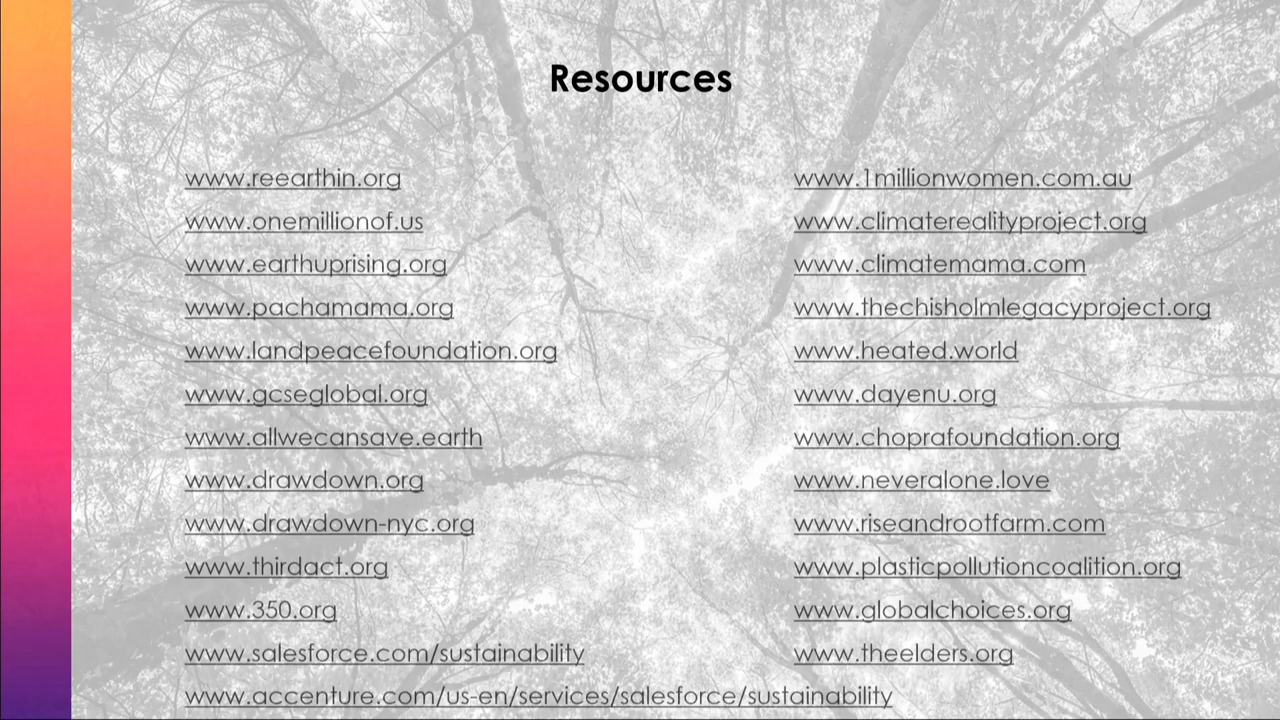 Resources
www.reearthin.org
www.onemillionof.us
www.earthuprising.org
www.pachamama.org
www.landpeacefoundation.org
www.gcseglobal.org
www.allwecansave.earth
www.drawdown.org
www.drawdown-nyc.org
www.thirdact.org
www.350.org
www.salesforce.com/sustainability
www.accenture.com/us-en/services/salesforce/sustainability
www.1millionwomen.com.au
www.climaterealityproject.org
www.climatemama.com
www.thechisholmlegacyproject.org
www.heated.world
www.dayenu.org
www.choprafoundation.org
www.neveralone.love
www.riseandrootfarm.com
www.plasticpollutioncoalition.org
www.globalchoices.org
www.theelders.org